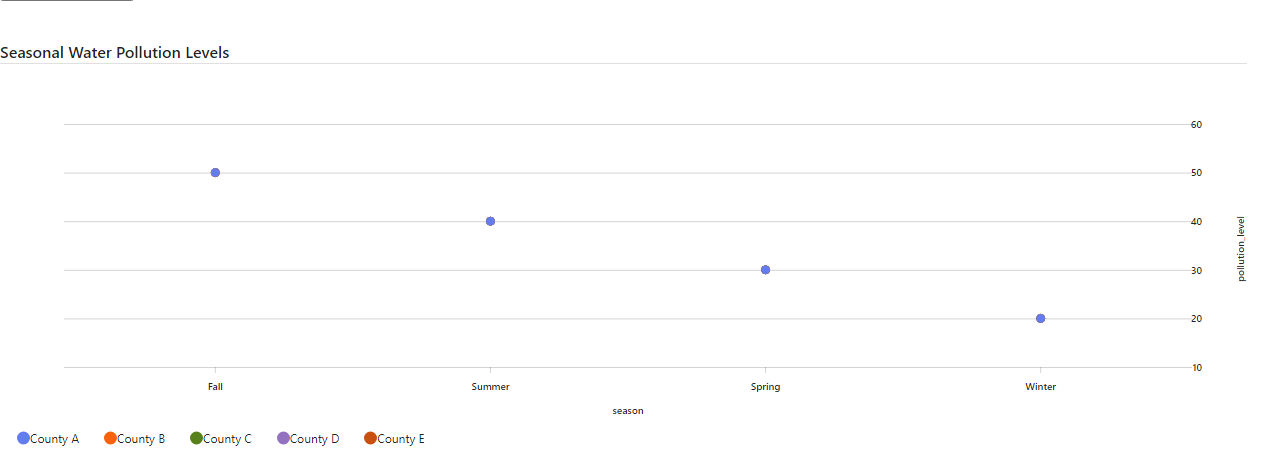 Seasonal Water Pollution Levels
60
50
40
30
20
10
pollution_level
Fall Summer Spring Winter
season
County A County B County C County D County E